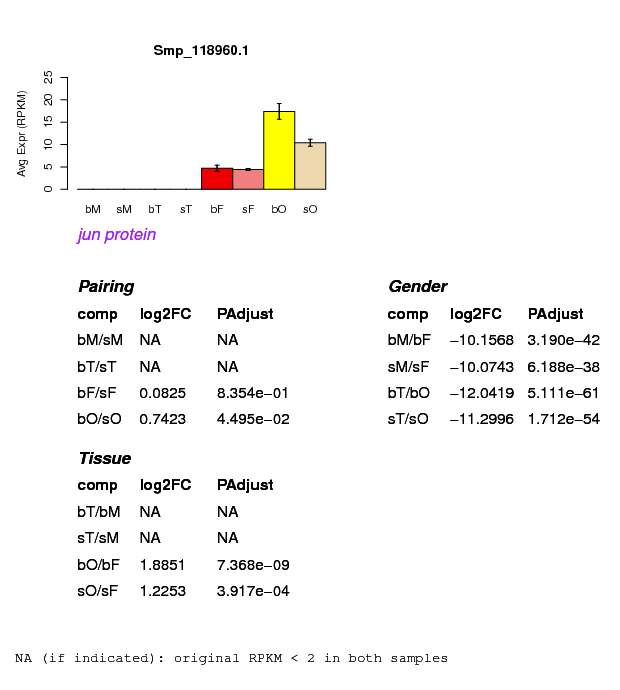 Smp_118960.1
Avg Expr (RPKM)
25
20
15
10
5
0
bM sM bT sT bF sF bO sO
jun protein
Pairing
comp log2FC PAdjust
bM/sM NA NA
bT/sT NA NA
bF/sF 0.0825 8.354e−01
bO/sO 0.7423 4.495e−02
Gender
comp log2FC PAdjust
bM/bF −10.1568 3.190e−42
sM/sF −10.0743 6.188e−38
bT/bO −12.0419 5.111e−61
sT/sO −11.2996 1.712e−54
Tissue
comp log2FC PAdjust
bT/bM NA NA
sT/sM NA NA
bO/bF 1.8851 7.368e−09
sO/sF 1.2253 3.917e−04
NA (if indicated): original RPKM < 2 in both samples